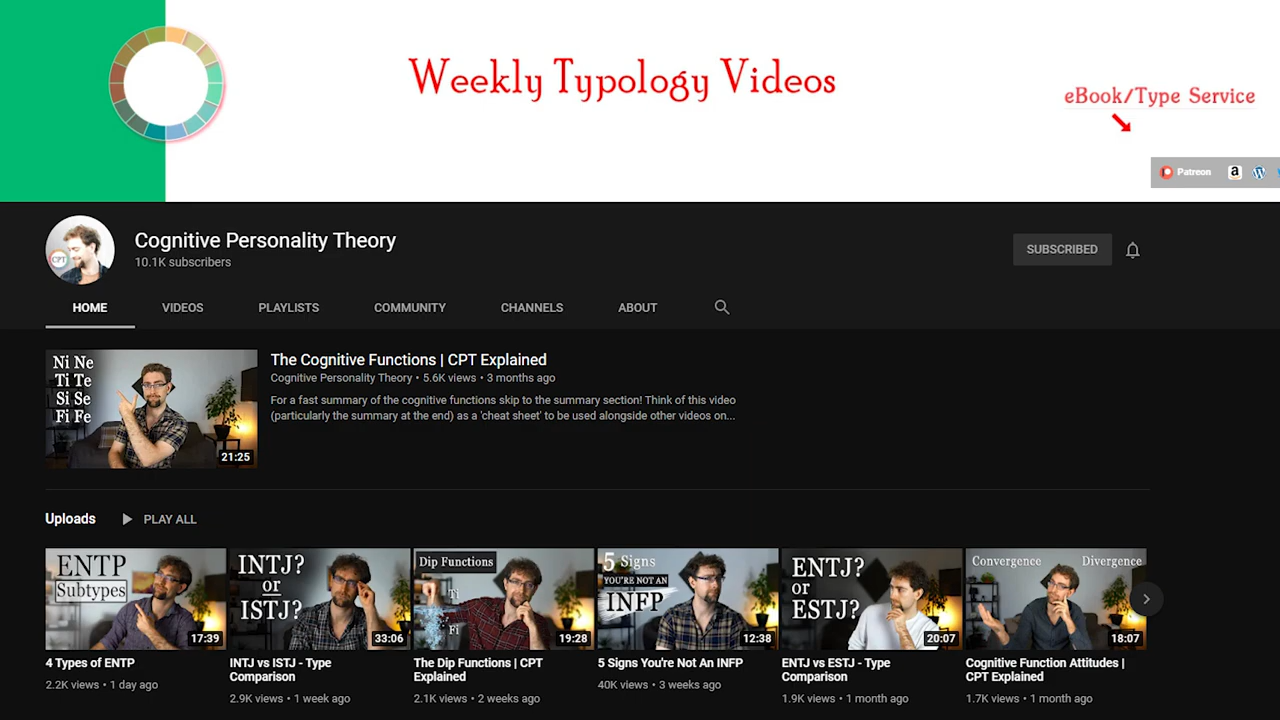 Weekly Typology Videos
eBook/Type Service
Patreon
CPT
Cognitive Personality Theory
10.1K subscribers
SUBSCRIBED
HOME VIDEOS PLAYLISTS COMMUNITY CHANNELS ABOUT
Ni Ne
Ti Te
Si Se
Fi Fe
21:25
The Cognitive Functions | CPT Explained
Cognitive Personality Theory • 5.6K views • 3 months ago
For a fast summary of the cognitive functions skip to the summary section! Think of this video
(particularly the summary at the end) as a 'cheat sheet' to be used alongside other videos on...
Uploads PLAY ALL
ENTP
Subtypes
17:39
4 Types of ENTP
2.2K views • 1 day ago
INTJ?
or
ISTJ?
33:06
INTJ vs ISTJ - Type
Comparison
2.9K views • 1 week ago
Dip Functions
Ti
Fi
19:28
The Dip Functions | CPT
Explained
2.1K views • 2 weeks ago
5 Signs
YOU'RE NOT AN
INFP
12:38
5 Signs You're Not An INFP
40K views • 3 weeks ago
ENTJ?
or
ESTJ?
20:07
ENTJ vs ESTJ - Type
Comparison
1.9K views • 1 month ago
Convergence Divergence
18:07
Cognitive Function Attitudes |
CPT Explained
1.7K views • 1 month ago